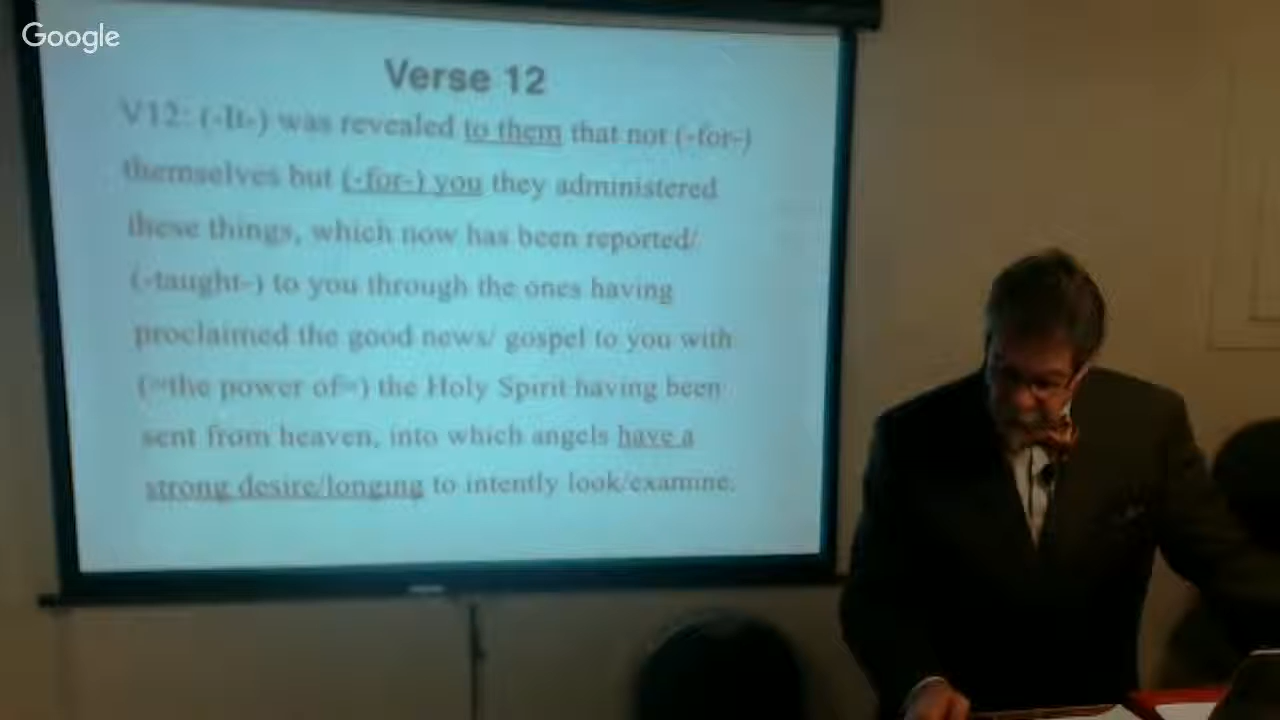 Google
Verse 12
V12: (-It-) was revealed to them that not (-for-)
themselves but (-for-) you they administered
these things, which now has been reported/
(-taught-) to you through the ones having
proclaimed the good news/ gospel to you with
(=the power of=) the Holy Spirit having been
sent from heaven, into which angels have a
strong desire/longing to intently look/examine.